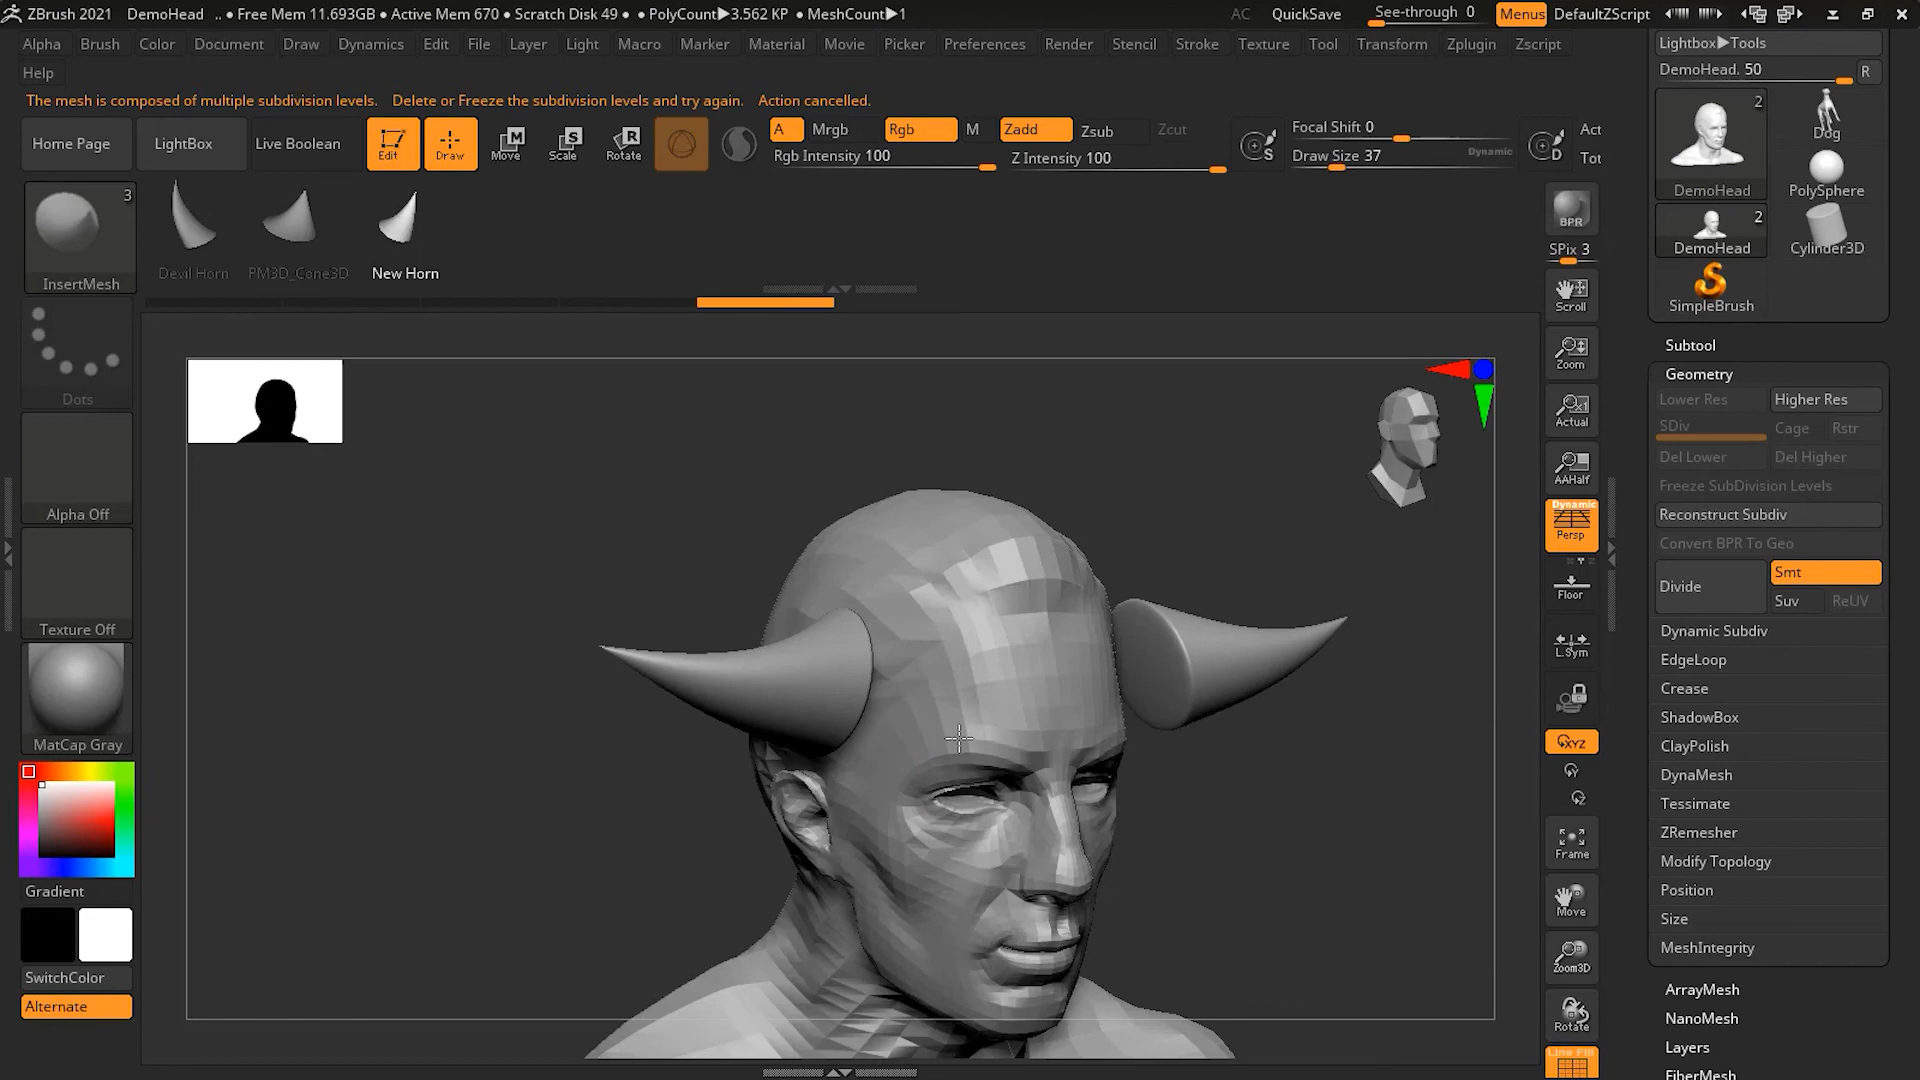 ZBrush 2021 DemoHead .. • Free Mem 11.693GB • Active Mem 670 • Scratch Disk 49 • • PolyCount▶3.562 KP • MeshCount▶1 AC QuickSave See-through 0 Menus DefaultZScript
Alpha Brush Color Document Draw Dynamics Edit File Layer Light Macro Marker Material Movie Picker Preferences Render Stencil Stroke Texture Tool Transform Zplugin Zscript
Help
The mesh is composed of multiple subdivision levels. Delete or Freeze the subdivision levels and try again. Action cancelled.
Home Page LightBox Live Boolean Edit Draw Move Scale Rotate
M S R
A Mrgb Rgb M Zadd Zsub Zcut
Rgb Intensity 100 Z Intensity 100
S Focal Shift 0
Draw Size 37 Dynamic
D Act
Tot
3
InsertMesh
Devil Horn PM3D_Cone3D New Horn
Dots
Alpha Off
Texture Off
MatCap Gray
Gradient
SwitchColor
Alternate
BPR
SPix 3
Scroll
Zoom
Actual
AAHalf
Dynamic
Persp
Floor
L.Sym
XYZ
Y
Z
Frame
Move
Zoom3D
Rotate
Line Fill
Lightbox▶Tools
DemoHead. 50 R
2
DemoHead Dog
PolySphere
2
DemoHead Cylinder3D
SimpleBrush
Subtool
Geometry
Lower Res Higher Res
SDiv Cage Rstr
Del Lower Del Higher
Freeze SubDivision Levels
Reconstruct Subdiv
Convert BPR To Geo
Divide Smt
Suv ReUV
Dynamic Subdiv
EdgeLoop
Crease
ShadowBox
ClayPolish
DynaMesh
Tessimate
ZRemesher
Modify Topology
Position
Size
MeshIntegrity
ArrayMesh
NanoMesh
Layers
FiberMesh